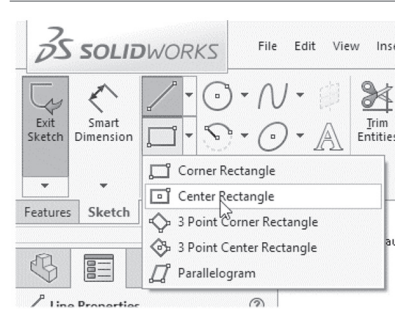 SOLIDWORKS File Edit View
Exit Sketch
Smart Dimension
Trim Entities
Corner Rectangle
Center Rectangle
3 Point Corner Rectangle
3 Point Center Rectangle
Parallelogram
Features Sketch
Line Properties